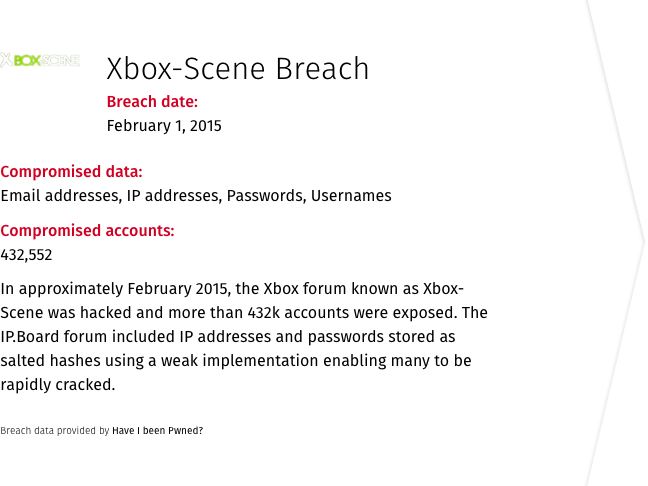 XBOX-SCENE
Xbox-Scene Breach
Breach date:
February 1, 2015
Compromised data:
Email addresses, IP addresses, Passwords, Usernames
Compromised accounts:
432,552
In approximately February 2015, the Xbox forum known as Xbox-
Scene was hacked and more than 432k accounts were exposed. The
IP.Board forum included IP addresses and passwords stored as
salted hashes using a weak implementation enabling many to be
rapidly cracked.
Breach data provided by Have I been Pwned?